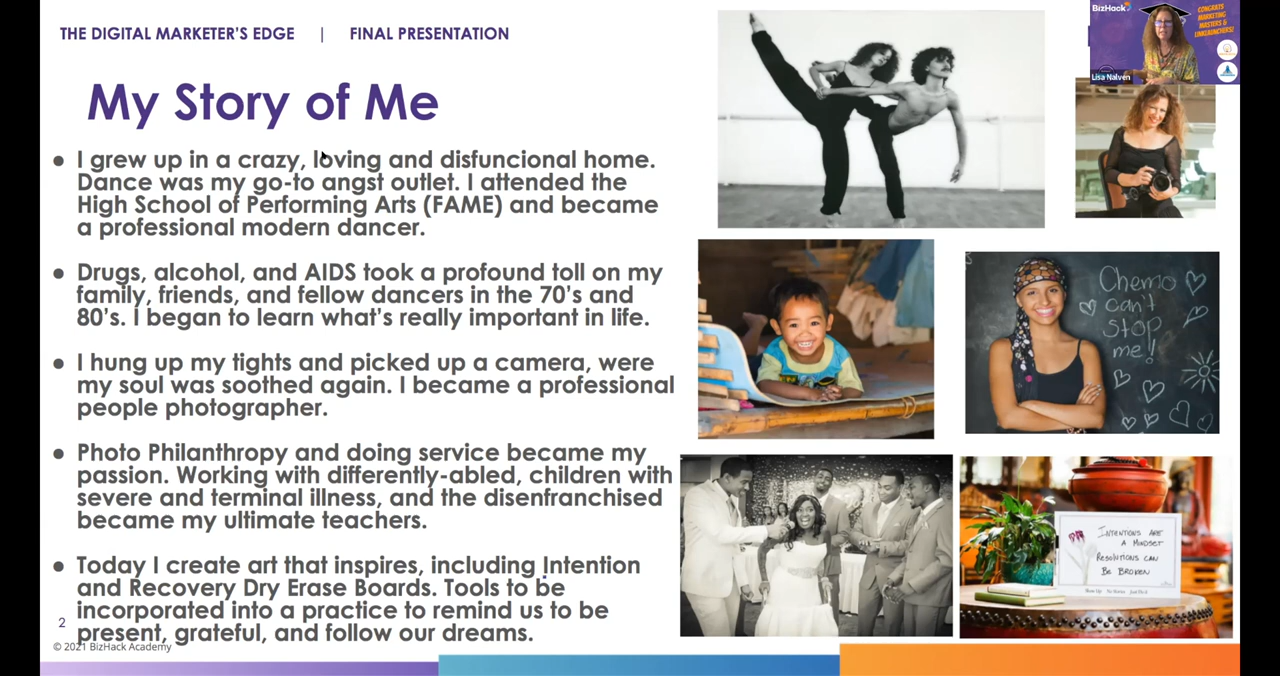 THE DIGITAL MARKETER'S EDGE | FINAL PRESENTATION
My Story of Me
• I grew up in a crazy, loving and disfuncional home.
Dance was my go-to angst outlet. I attended the
High School of Performing Arts (FAME) and became
a professional modern dancer.
• Drugs, alcohol, and AIDS took a profound toll on my
family, friends, and fellow dancers in the 70's and
80's. I began to learn what's really important in life.
• I hung up my tights and picked up a camera, were
my soul was soothed again. I became a professional
people photographer.
• Photo Philanthropy and doing service became my
passion. Working with differently-abled, children with
severe and terminal illness, and the disenfranchised
became my ultimate teachers.
• Today I create art that inspires, including Intention
and Recovery Dry Erase Boards. Tools to be
incorporated into a practice to remind us to be
present, grateful, and follow our dreams.
2
© 2021 BizHack Academy
BizHack
CONGRATS
MARKETING
MASTERS &
LINKLAUNCHERS!
Lisa Nalven
Chemo
can't
stop
me!
INTENTIONS ARE
A MINDSET
RESOLUTIONS CAN
BE BROKEN